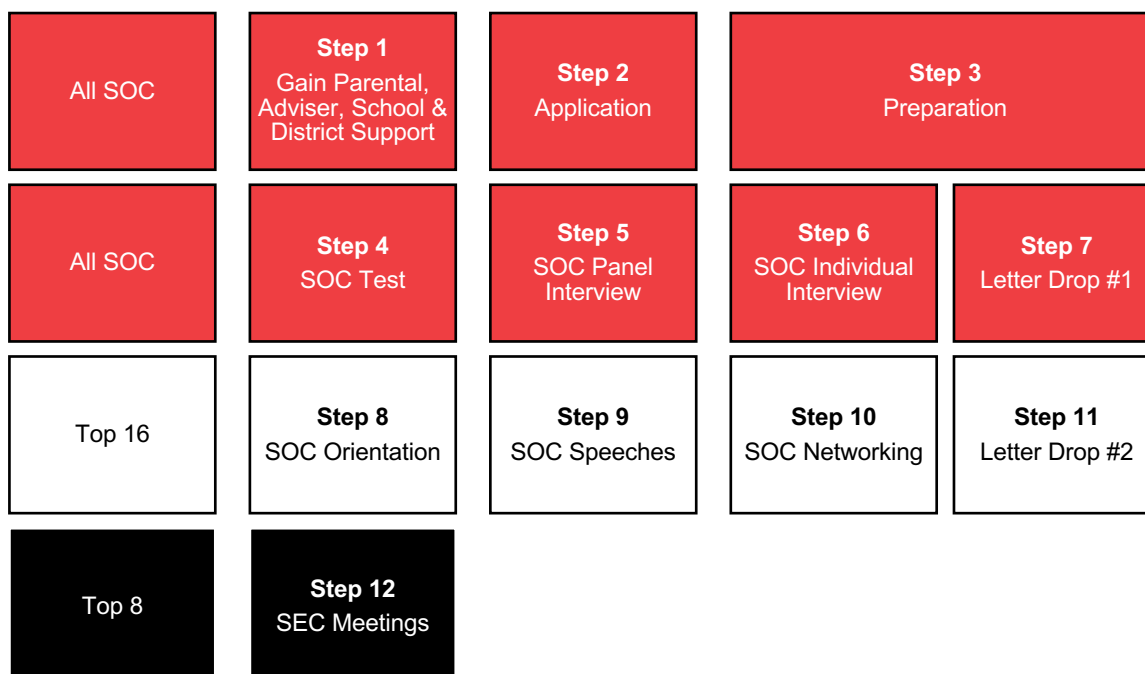 All SOC
Step 1
Gain Parental,
Adviser, School &
District Support
Step 2
Application
Step 3
Preparation
All SOC
Step 4
SOC Test
Step 5
SOC Panel
Interview
Step 6
SOC Individual
Interview
Step 7
Letter Drop #1
Top 16
Step 8
SOC Orientation
Step 9
SOC Speeches
Step 10
SOC Networking
Step 11
Letter Drop #2
Top 8
Step 12
SEC Meetings